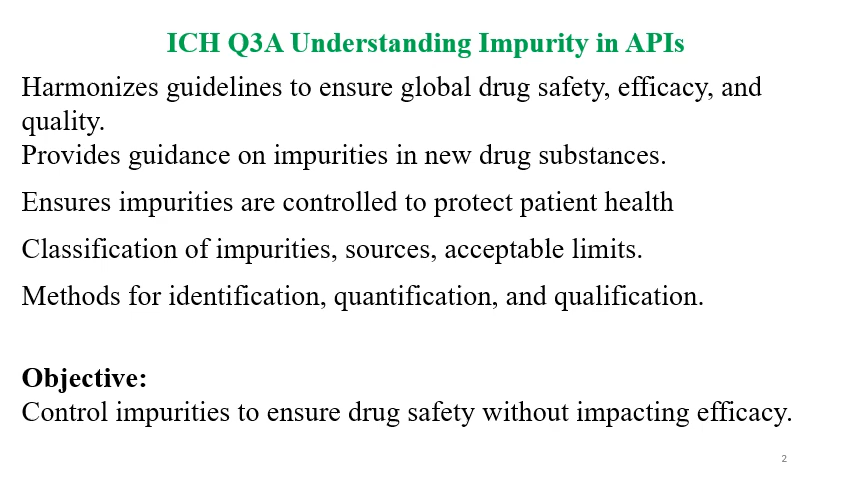 ICH Q3A Understanding Impurity in APIs
Harmonizes guidelines to ensure global drug safety, efficacy, and
quality.
Provides guidance on impurities in new drug substances.
Ensures impurities are controlled to protect patient health
Classification of impurities, sources, acceptable limits.
Methods for identification, quantification, and qualification.
Objective:
Control impurities to ensure drug safety without impacting efficacy.
2